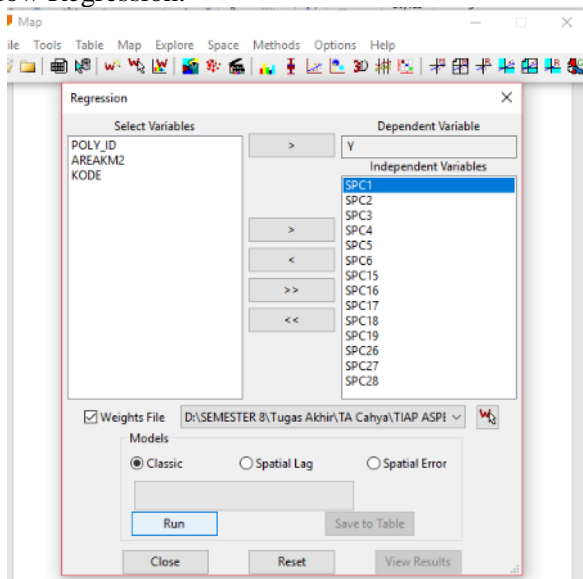 ow Regression.
Map
ile Tools Table Map Explore Space Methods Options Help
Regression
Select Variables
Dependent Variable
POLY_ID
AREAKM2
KODE
>
Y
Independent Variables
SPC1
SPC2
SPC3
SPC4
SPC5
SPC6
SPC15
SPC16
SPC17
SPC18
SPC19
SPC26
SPC27
SPC28
>
<
>>
<<
Weights File D:\SEMESTER 8\Tugas Akhir\TA Cahya\TIAP ASPE
Models
Classic Spatial Lag Spatial Error
Run Save to Table
Close Reset View Results